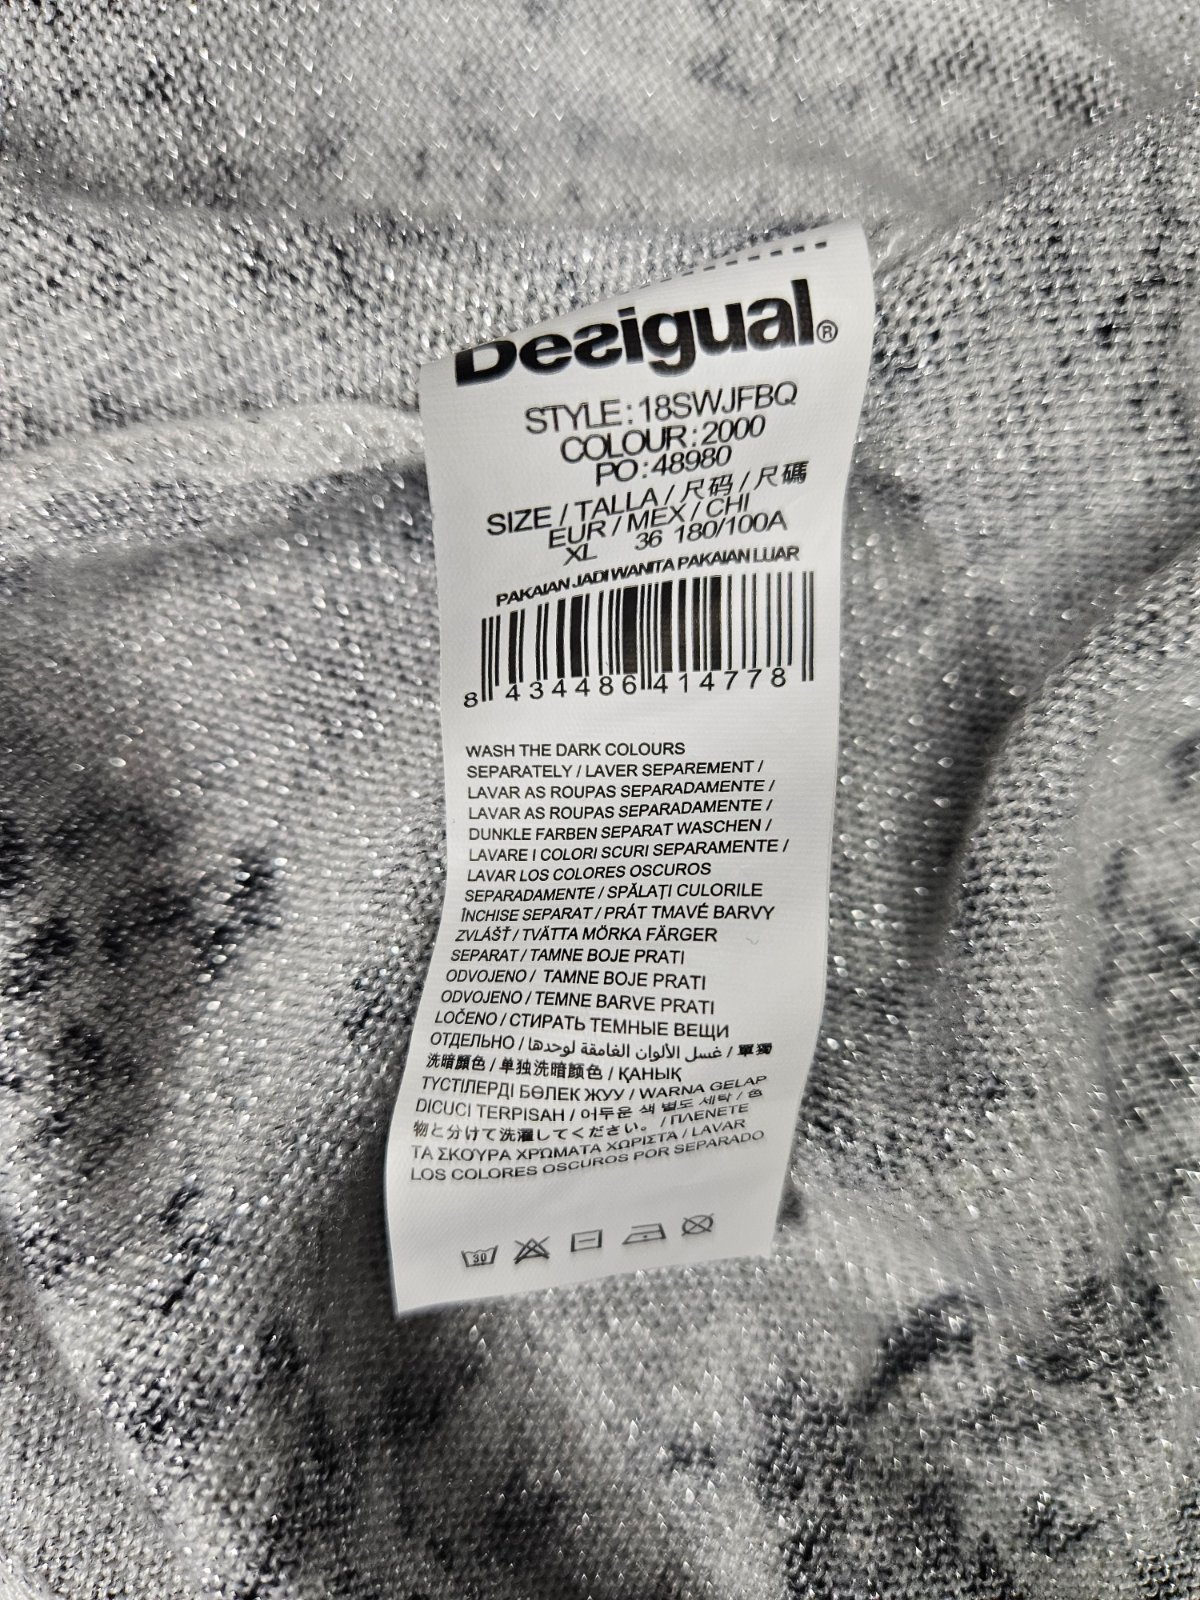 Desigual®
STYLE : 18SWJFBQ
COLOUR : 2000
PO : 48980
SIZE / TALLA / 尺码 / 尺碼
EUR / MEX / CHI
XL 36 180/100A
PAKAIAN JADI WANITA PAKAIAN LUAR
8 434486 414778
WASH THE DARK COLOURS
SEPARATELY / LAVER SEPAREMENT /
LAVAR AS ROUPAS SEPARADAMENTE /
LAVAR AS ROUPAS SEPARADAMENTE /
DUNKLE FARBEN SEPARAT WASCHEN /
LAVARE I COLORI SCURI SEPARAMENTE /
LAVAR LOS COLORES OSCUROS
SEPARADAMENTE / SPĂLAȚI CULORILE
ÎNCHISE SEPARAT / PRÁT TMAVÉ BARVY
ZVLÁŠŤ / TVÄTTA MÖRKA FÄRGER
SEPARAT / TAMNE BOJE PRATI
ODVOJENO / TAMNE BOJE PRATI
ODVOJENO / TEMNE BARVE PRATI
LOČENO / СТИРАТЬ ТЕМНЫЕ ВЕЩИ
ОТДЕЛЬНО / غسل الألوان الغامقة لوحدها / 單獨
洗暗顏色 / 单独洗暗顏色 / ҚАНЫҚ
ТҮСТІЛЕРДІ БӨЛЕК ЖУУ / WARNA GELAP
DICUCI TERPISAH / 어두운 색 별도 세탁 / 色
物と分けて洗濯してください。 / ΠΛΕΝΕΤΕ
ΤΑ ΣΚΟΎΡΑ ΧΡΩΜΑΤΑ ΧΩΡΙΣΤΑ / LAVAR
LOS COLORES OSCUROS POR SEPARADO
30